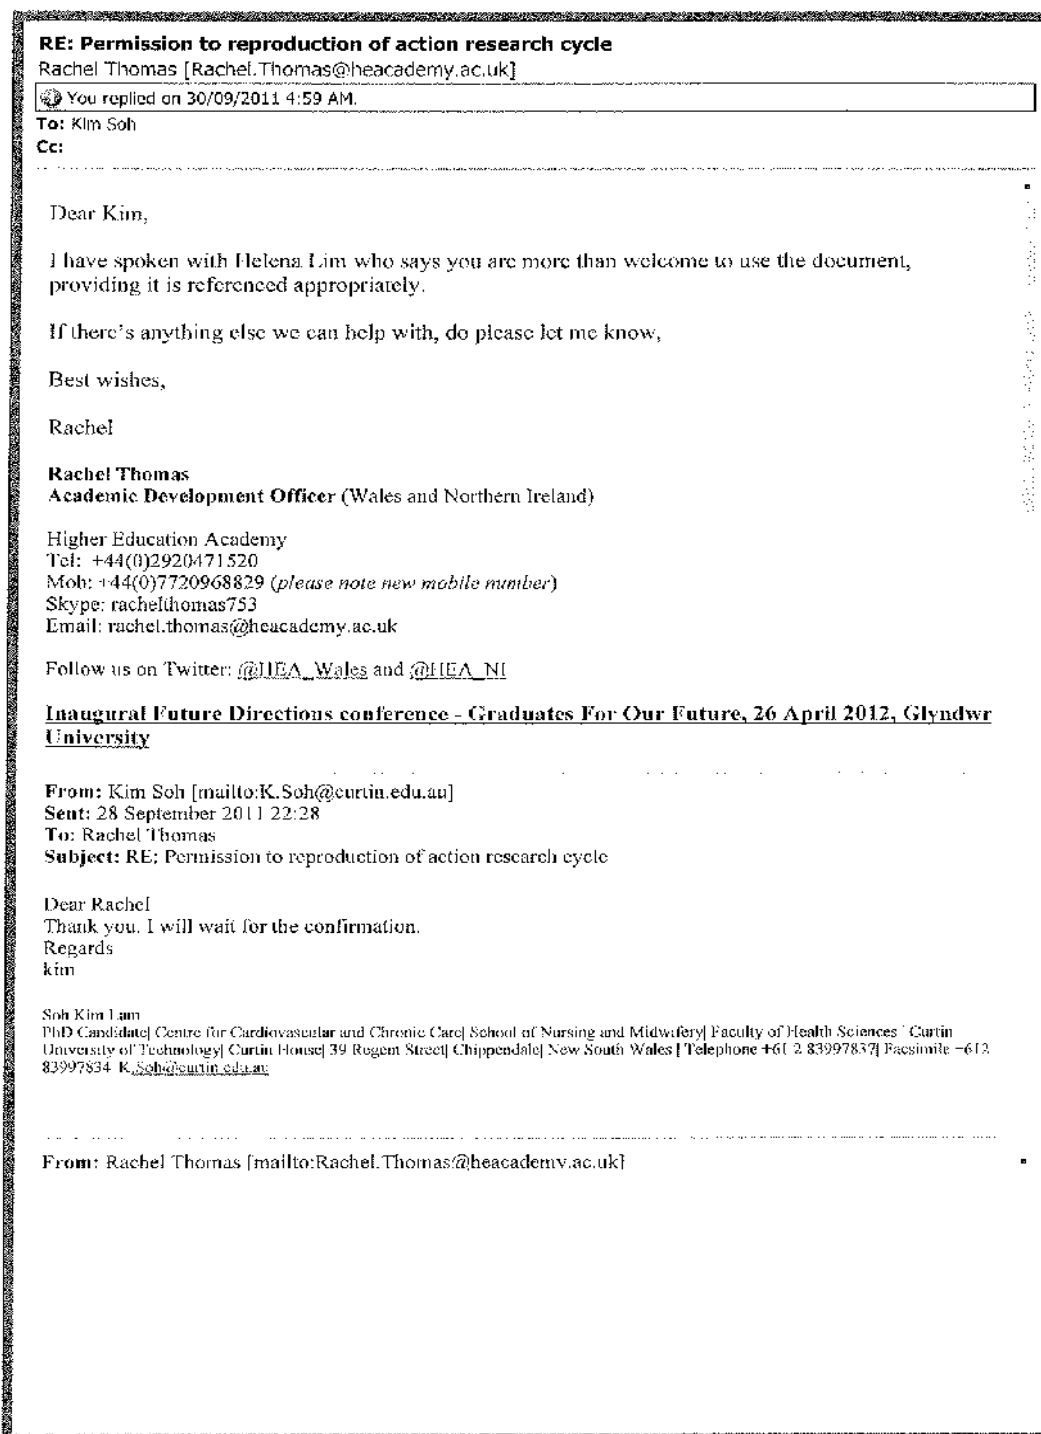 RE: Permission to reproduction of action research cycle
Rachel Thomas [Rachel.Thomas@heacademy.ac.uk]
You replied on 30/09/2011 4:59 AM.
To: Kim Soh
Cc:
Dear Kim,
I have spoken with Helena Lim who says you are more than welcome to use the document,
providing it is referenced appropriately.
If there's anything else we can help with, do please let me know,
Best wishes,
Rachel
Rachel Thomas
Academic Development Officer (Wales and Northern Ireland)
Higher Education Academy
Tel: +44(0)2920471520
Mob: +44(0)7720968829 (please note new mobile number)
Skype: rachelthomas753
Email: rachel.thomas@heacademy.ac.uk
Follow us on Twitter: @HEA_Wales and @HEA_NI
Inaugural Future Directions conference - Graduates For Our Future, 26 April 2012, Glyndwr
University
From: Kim Soh [mailto:K.Soh@curtin.edu.au]
Sent: 28 September 2011 22:28
To: Rachel Thomas
Subject: RE: Permission to reproduction of action research cycle
Dear Rachel
Thank you. I will wait for the confirmation.
Regards
kim
Soh Kim Lam
PhD Candidate| Centre for Cardiovascular and Chronic Care| School of Nursing and Midwifery| Faculty of Health Sciences | Curtin
University of Technology| Curtin House| 39 Regent Street| Chippendale| New South Wales | Telephone +61 2 83997837| Facsimile +612
83997834 K.Soh@curtin.edu.au
From: Rachel Thomas [mailto:Rachel.Thomas@heacademy.ac.uk]